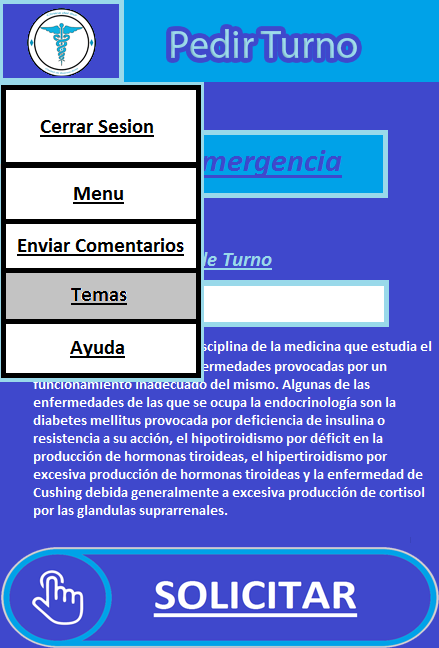 Pedir Turno
Cerrar Sesion
Menu
Enviar Comentarios
Temas
Ayuda
mergencia
de Turno
sciplina de la medicina que estudia el
ermedades provocadas por un
funcionamiento inadecuado del mismo. Algunas de las
enfermedades de las que se ocupa la endocrinología son la
diabetes mellitus provocada por deficiencia de insulina o
resistencia a su acción, el hipotiroidismo por déficit en la
producción de hormonas tiroideas, el hipertiroidismo por
excesiva producción de hormonas tiroideas y la enfermedad de
Cushing debida generalmente a excesiva producción de cortisol
por las glandulas suprarrenales.
SOLICITAR